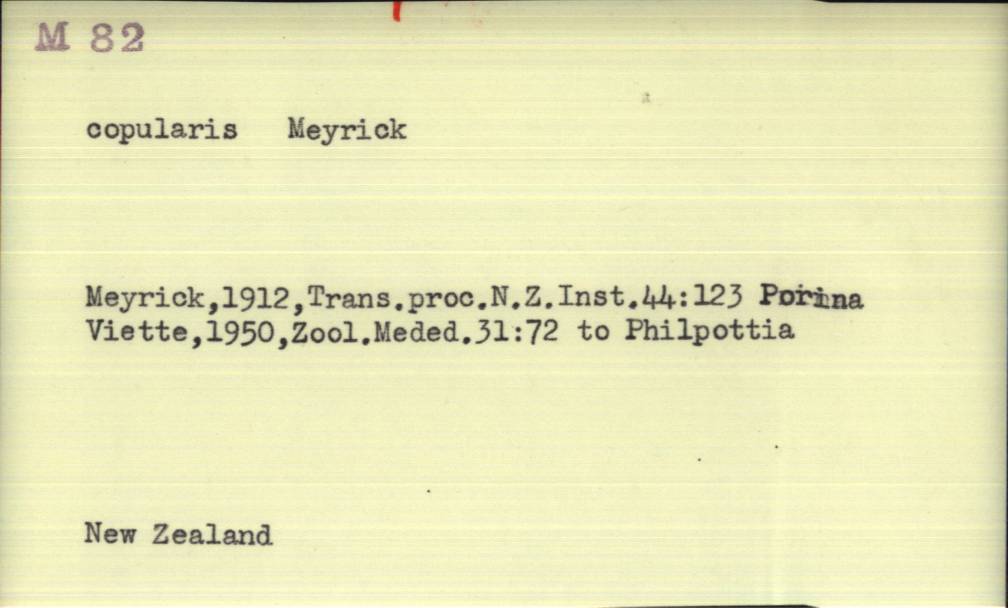 M 82
copularis Meyrick
Meyrick,1912,Trans.proc.N.Z.Inst.44:123 Porina
Viette,1950,Zool.Meded.31:72 to Philpottia
New Zealand